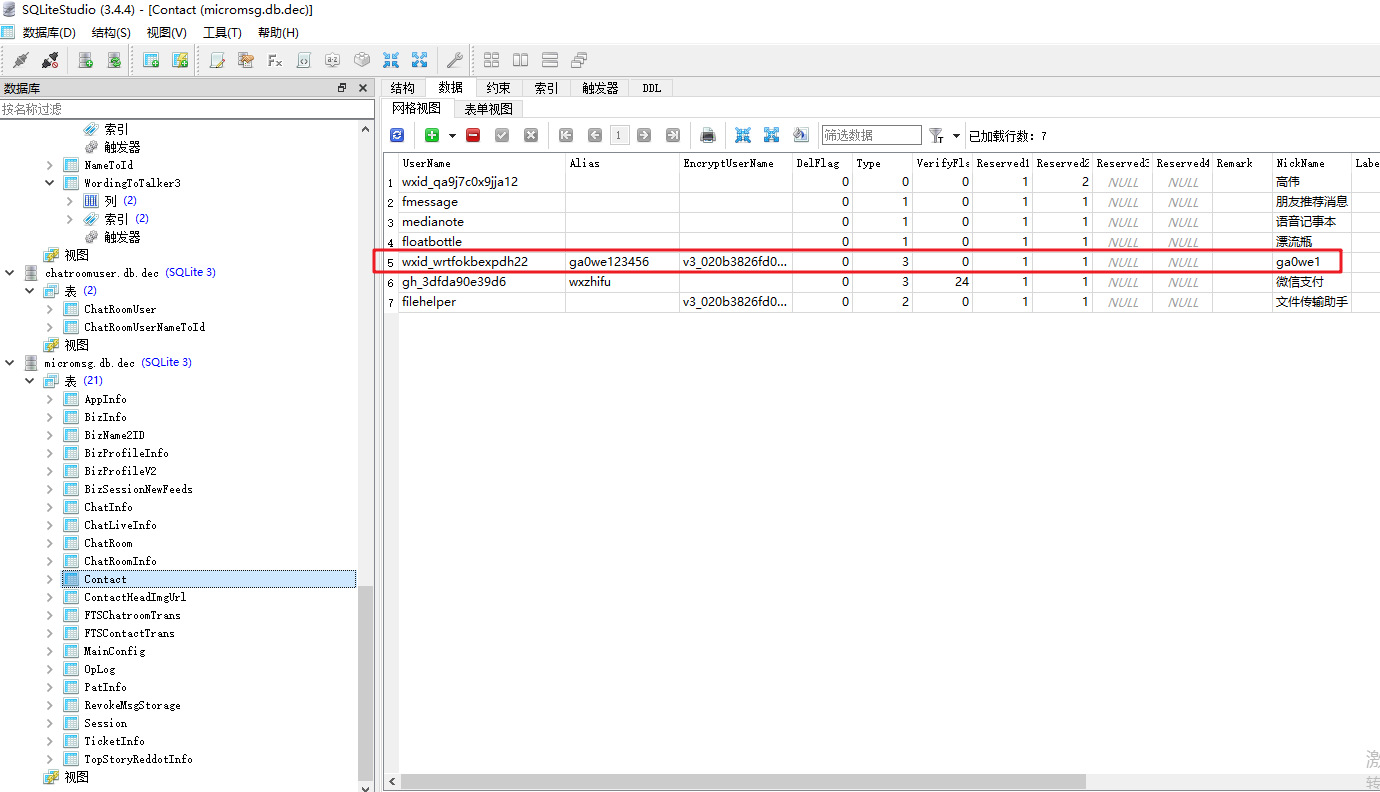 SQLiteStudio (3.4.4) - [Contact (micromsg.db.dec)]
数据库(D) 结构(S) 视图(V) 工具(T) 帮助(H)
数据库
按名称过滤
索引
触发器
NameToId
WordingToTalker3
列 (2)
索引 (2)
触发器
视图
chatroomuser.db.dec (SQLite 3)
表 (2)
ChatRoomUser
ChatRoomUserNameToId
视图
micromsg.db.dec (SQLite 3)
表 (21)
AppInfo
BizInfo
BizName2ID
BizProfileInfo
BizProfileV2
BizSessionNewFeeds
ChatInfo
ChatLiveInfo
ChatRoom
ChatRoomInfo
Contact
ContactHeadImgUrl
FTSChatroomTrans
FTSContactTrans
MainConfig
OpLog
PatInfo
RevokeMsgStorage
Session
TicketInfo
TopStoryReddotInfo
视图
结构 数据 约束 索引 触发器 DDL
网格视图 表单视图
1 筛选数据 已加载行数: 7
UserName Alias EncryptUserName DelFlag Type VerifyFla Reserved1 Reserved2 Reserved3 Reserved4 Remark NickName Labe
1 wxid_qa9j7c0x9jja12 0 0 0 1 2 NULL NULL 高伟
2 fmessage 0 1 0 1 1 NULL NULL 朋友推荐消息
3 medianote 0 1 0 1 1 NULL NULL 语音记事本
4 floatbottle 0 1 0 1 1 NULL NULL 漂流瓶
5 wxid_wrtfokbexpdh22 ga0we123456 v3_020b3826fd0... 0 3 0 1 1 NULL NULL ga0we1
6 gh_3dfda90e39d6 wxzhifu 0 3 24 1 1 NULL NULL 微信支付
7 filehelper v3_020b3826fd0... 0 2 0 1 1 NULL NULL 文件传输助手
激
转